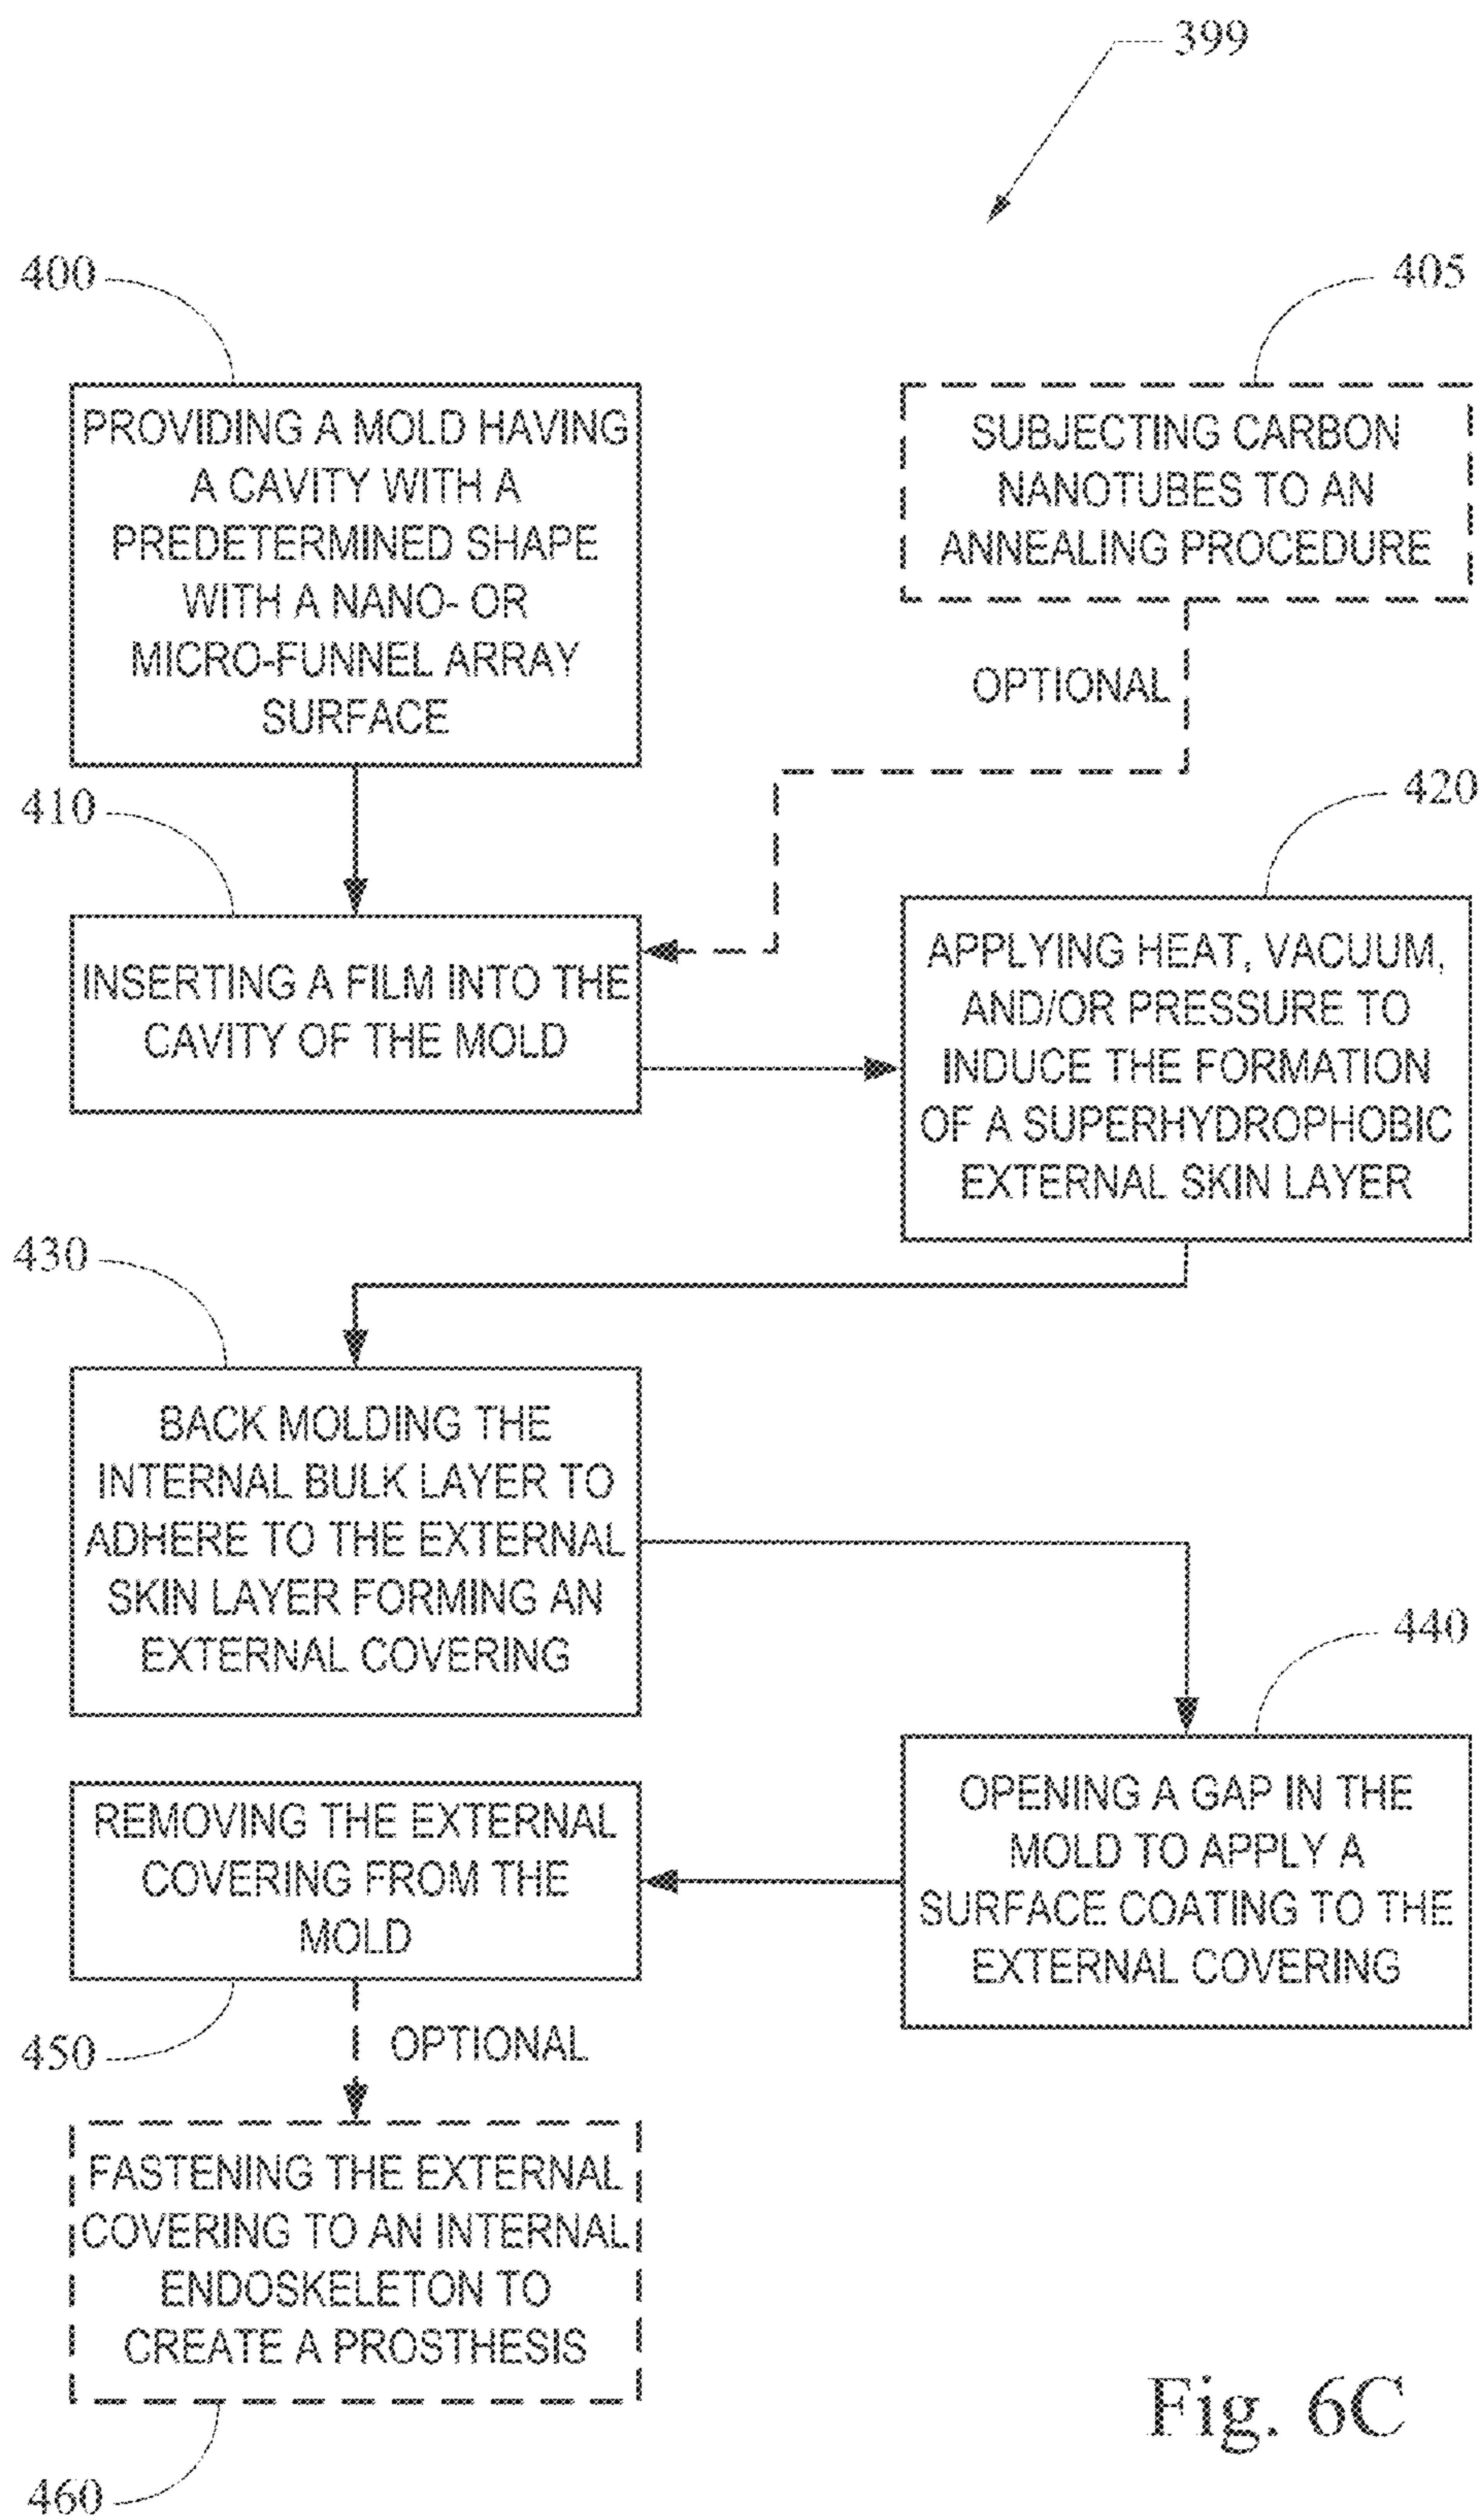 399
400
PROVIDING A MOLD HAVING
A CAVITY WITH A
PREDETERMINED SHAPE
WITH A NANO- OR
MICRO-FUNNEL ARRAY
SURFACE
405
SUBJECTING CARBON
NANOTUBES TO AN
ANNEALING PROCEDURE
OPTIONAL
410
INSERTING A FILM INTO THE
CAVITY OF THE MOLD
420
APPLYING HEAT, VACUUM,
AND/OR PRESSURE TO
INDUCE THE FORMATION
OF A SUPERHYDROPHOBIC
EXTERNAL SKIN LAYER
430
BACK MOLDING THE
INTERNAL BULK LAYER TO
ADHERE TO THE EXTERNAL
SKIN LAYER FORMING AN
EXTERNAL COVERING
440
OPENING A GAP IN THE
MOLD TO APPLY A
SURFACE COATING TO THE
EXTERNAL COVERING
REMOVING THE EXTERNAL
COVERING FROM THE
MOLD
450
OPTIONAL
FASTENING THE EXTERNAL
COVERING TO AN INTERNAL
ENDOSKELETON TO
CREATE A PROSTHESIS
460
Fig. 6C